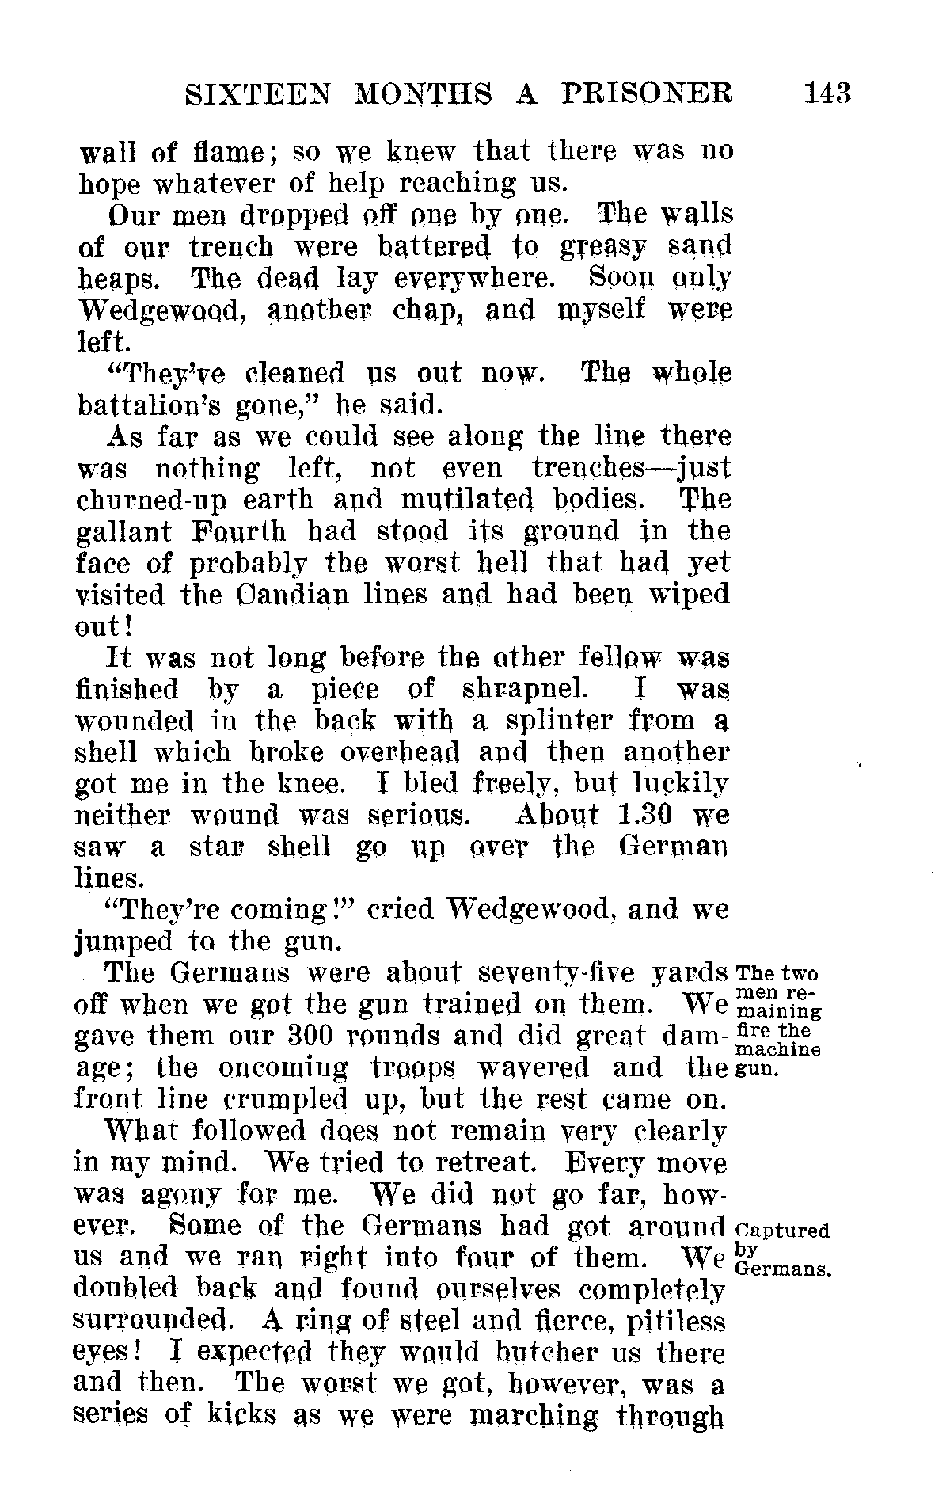 SIXTEEN MONTHS A PRISONER 143
wall of flame; so we knew that there was no
hope whatever of help reaching us.
Our men dropped off one by one. The walls
of our trench were battered to greasy sand
heaps. The dead lay everywhere. Soon only
Wedgewood, another chap, and myself were
left.
“They’ve cleaned us out now. The whole
battalion’s gone,” he said.
As far as we could see along the line there
was nothing left, not even trenches—just
churned-up earth and mutilated bodies. The
gallant Fourth had stood its ground in the
face of probably the worst hell that had yet
visited the Candian lines and had been wiped
out!
It was not long before the other fellow was
finished by a piece of shrapnel. I was
wounded in the back with a splinter from a
shell which broke overhead and then another
got me in the knee. I bled freely, but luckily
neither wound was serious. About 1.30 we
saw a star shell go up over the German
lines.
“They’re coming!” cried Wedgewood, and we
jumped to the gun.
The Germans were about seventy-five yards
off when we got the gun trained on them. We
gave them our 300 rounds and did great dam-
age; the oncoming troops wavered and the
front line crumpled up, but the rest came on.
The two
men re-
maining
fire the
machine
gun.
What followed does not remain very clearly
in my mind. We tried to retreat. Every move
was agony for me. We did not go far, how-
ever. Some of the Germans had got around
us and we ran right into four of them. We
doubled back and found ourselves completely
surrounded. A ring of steel and fierce, pitiless
eyes! I expected they would butcher us there
and then. The worst we got, however, was a
series of kicks as we were marching through
Captured
by
Germans.